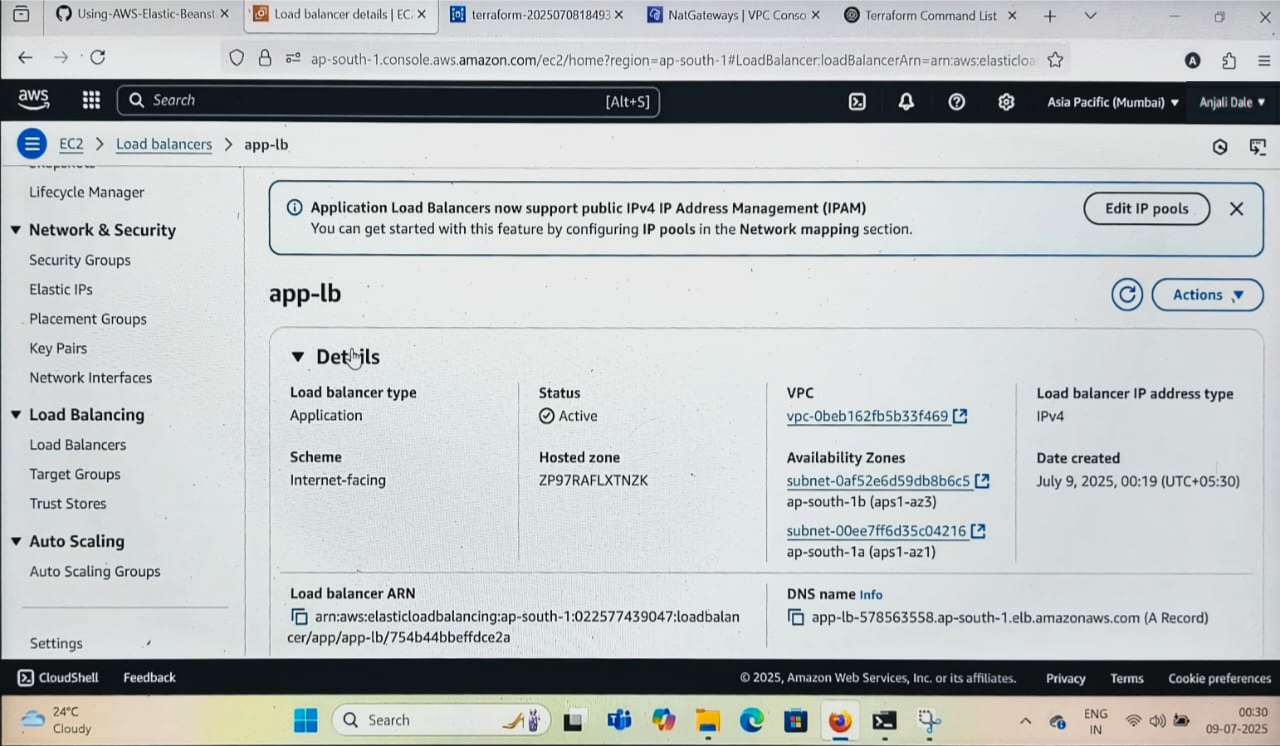 Using-AWS-Elastic-Beanst
Load balancer details | EC
terraform-2025070818493
NatGateways | VPC Conso
Terraform Command List
ap-south-1.console.aws.amazon.com/ec2/home?region=ap-south-1#LoadBalancer:loadBalancerArn=arn:aws:elasticloa
A
aws
Search
[Alt+S]
Asia Pacific (Mumbai)
Anjali Dale
EC2 > Load balancers > app-lb
Lifecycle Manager
Network & Security
Security Groups
Elastic IPs
Placement Groups
Key Pairs
Network Interfaces
Load Balancing
Load Balancers
Target Groups
Trust Stores
Auto Scaling
Auto Scaling Groups
Settings
Application Load Balancers now support public IPv4 IP Address Management (IPAM)
You can get started with this feature by configuring IP pools in the Network mapping section.
Edit IP pools
app-lb
Actions
Details
Load balancer type
Application
Status
Active
VPC
vpc-0beb162fb5b33f469
Load balancer IP address type
IPv4
Scheme
Internet-facing
Hosted zone
ZP97RAFLXTNZK
Availability Zones
subnet-0af52e6d59db8b6c5
ap-south-1b (aps1-az3)
subnet-00ee7ff6d35c04216
ap-south-1a (aps1-az1)
Date created
July 9, 2025, 00:19 (UTC+05:30)
Load balancer ARN
arn:aws:elasticloadbalancing:ap-south-1:022577439047:loadbalan
cer/app/app-lb/754b44bbeffdce2a
DNS name Info
app-lb-578563558.ap-south-1.elb.amazonaws.com (A Record)
CloudShell
Feedback
© 2025, Amazon Web Services, Inc. or its affiliates.
Privacy
Terms
Cookie preferences
24°C
Cloudy
Search
ENG
IN
00:30
09-07-2025